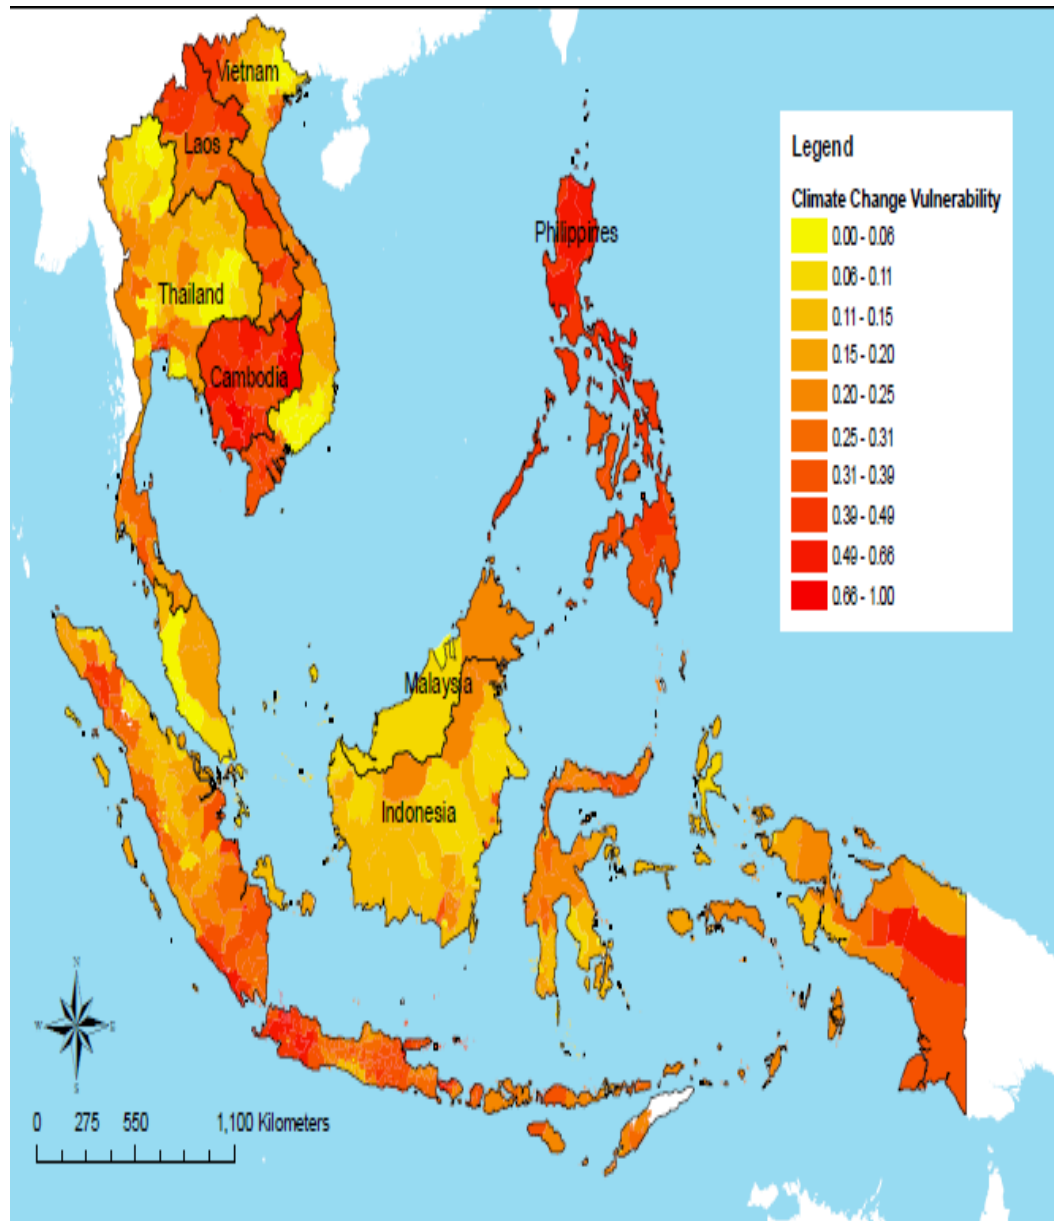 Vietnam
Laos
Philippines
Thailand
Cambodia
Malaysia
Indonesia
Legend
Climate Change Vulnerability
0.00 - 0.06
0.06 - 0.11
0.11 - 0.15
0.15 - 0.20
0.20 - 0.25
0.25 - 0.31
0.31 - 0.39
0.39 - 0.49
0.49 - 0.66
0.66 - 1.00
N
W E
S
0 275 550 1,100 Kilometers